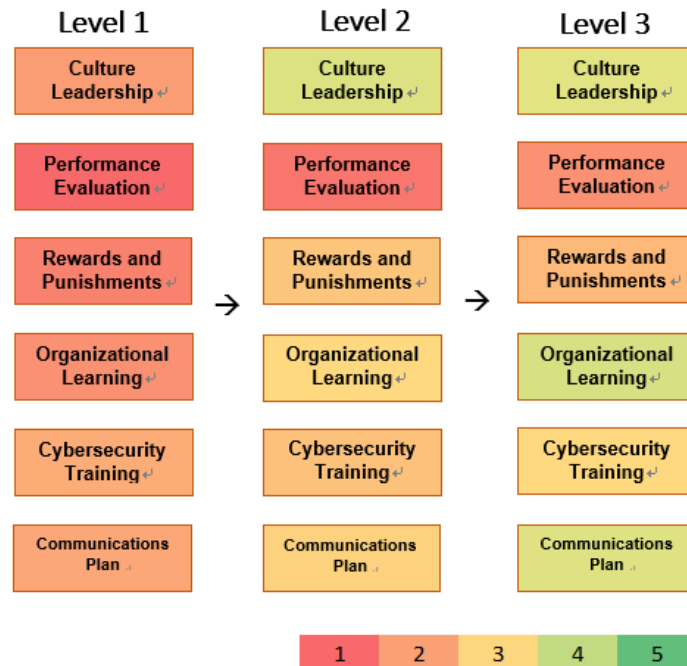 Level 1
Level 2
Level 3
Culture
Leadership
Culture
Leadership
Culture
Leadership
Performance
Evaluation
Performance
Evaluation
Performance
Evaluation
Rewards and
Punishments
Rewards and
Punishments
Rewards and
Punishments
→
→
Organizational
Learning
Organizational
Learning
Organizational
Learning
Cybersecurity
Training
Cybersecurity
Training
Cybersecurity
Training
Communications
Plan
Communications
Plan
Communications
Plan
1 2 3 4 5